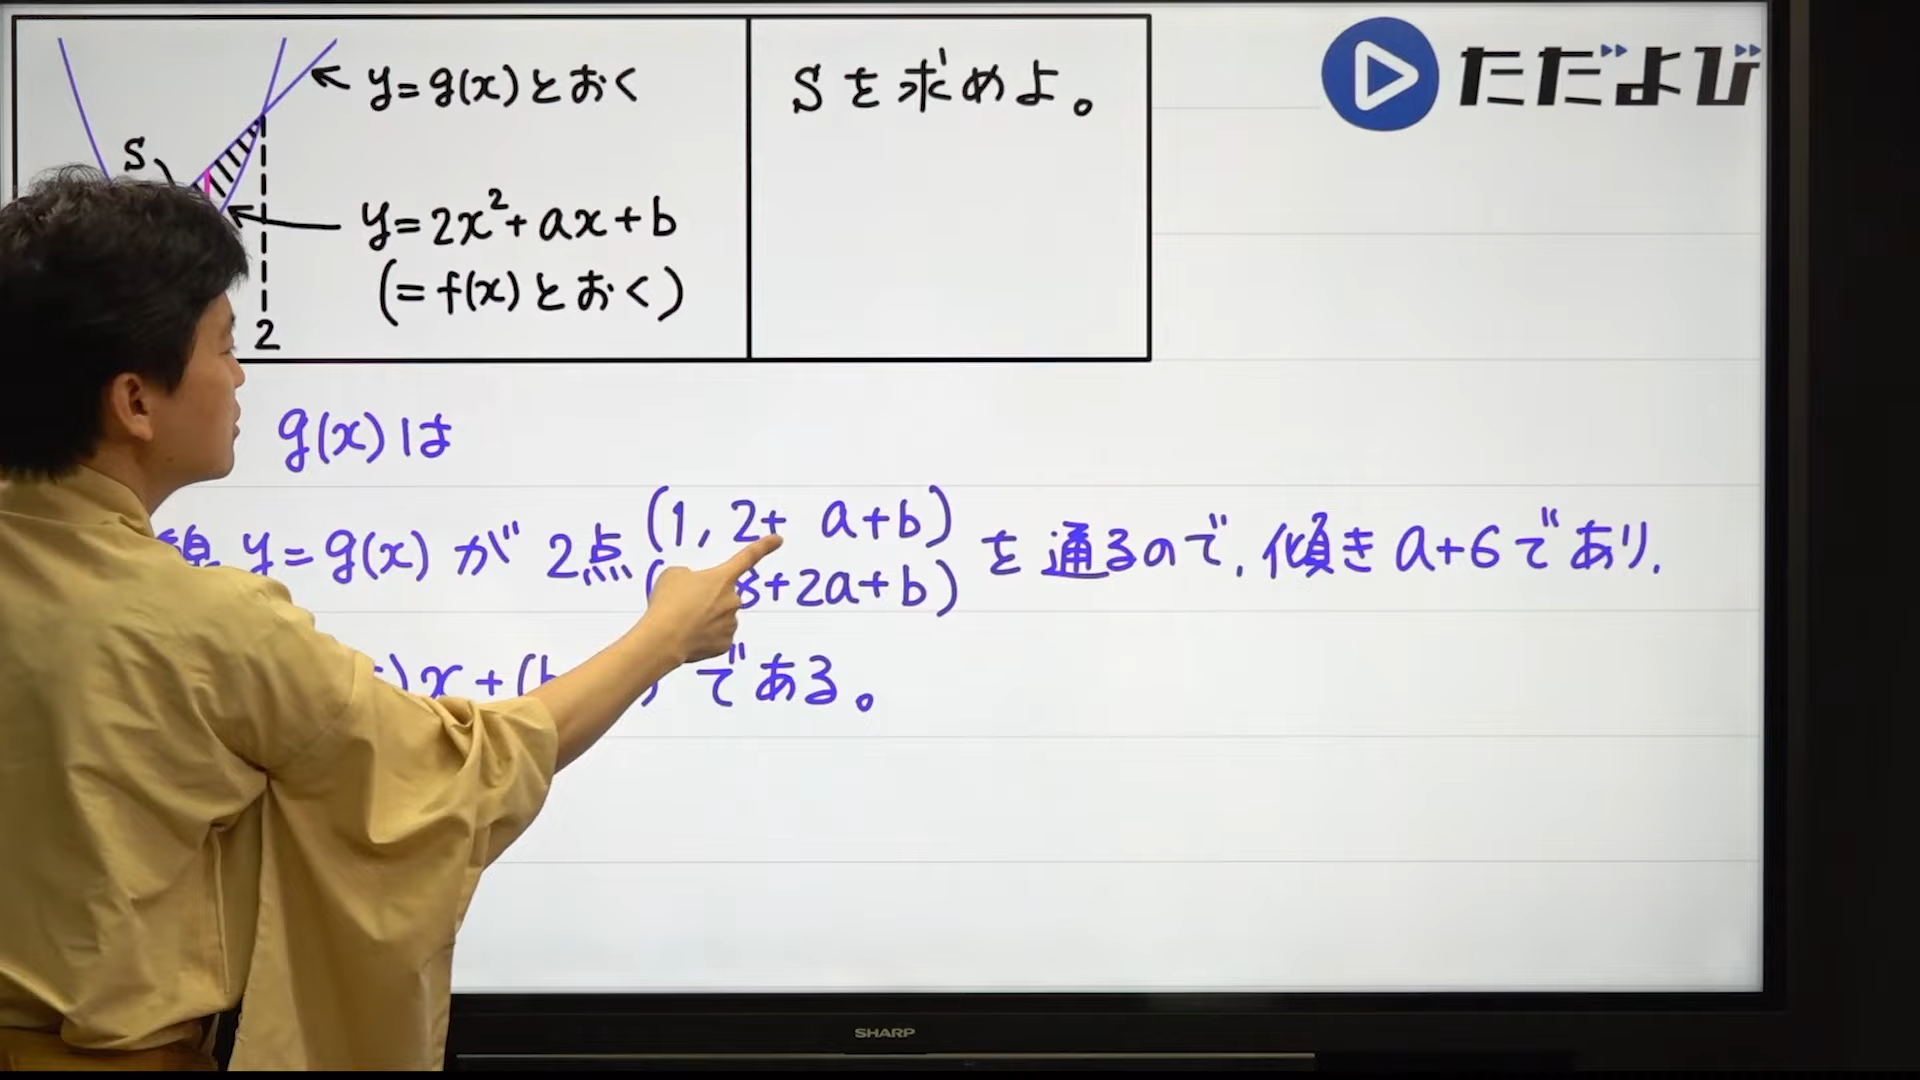 y=g(x)とおく
S
y=2x²+ax+b
(=f(x)とおく)
2
Sを求めよ。
ただよび
g(x)は
線 y=g(x) が 2点 (1, 2+ a+b)
8+2a+b)
を通るので, 傾き a+6であり,
)x+(b
である。
SHARP